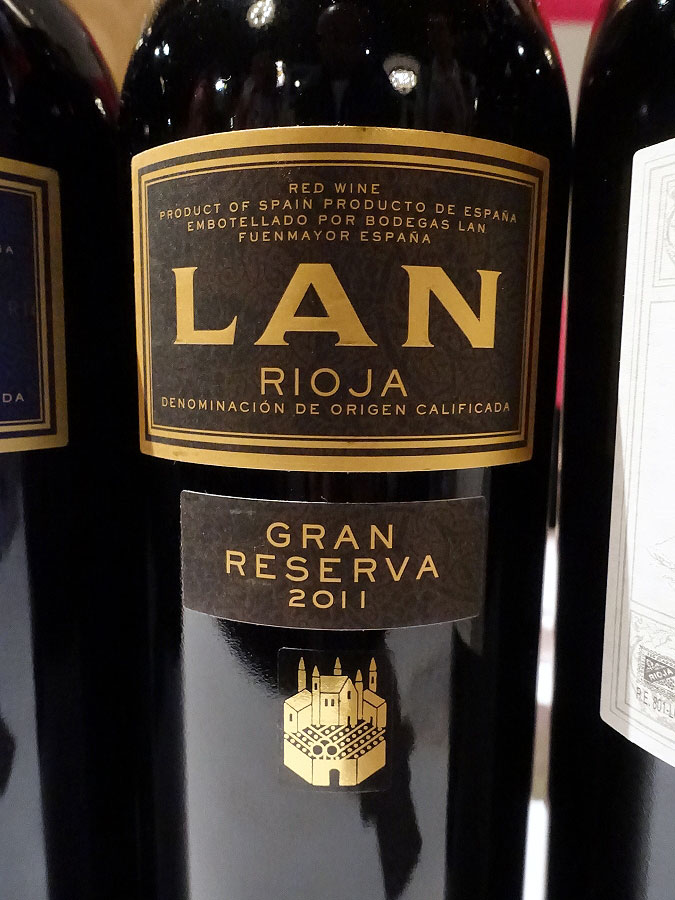 RED WINE
PRODUCT OF SPAIN PRODUCTO DE ESPAÑA
EMBOTELLADO POR BODEGAS LAN
FUENMAYOR ESPAÑA
LAN
RIOJA
DENOMINACIÓN DE ORIGEN CALIFICADA
GRAN
RESERVA
2011
RIOJA